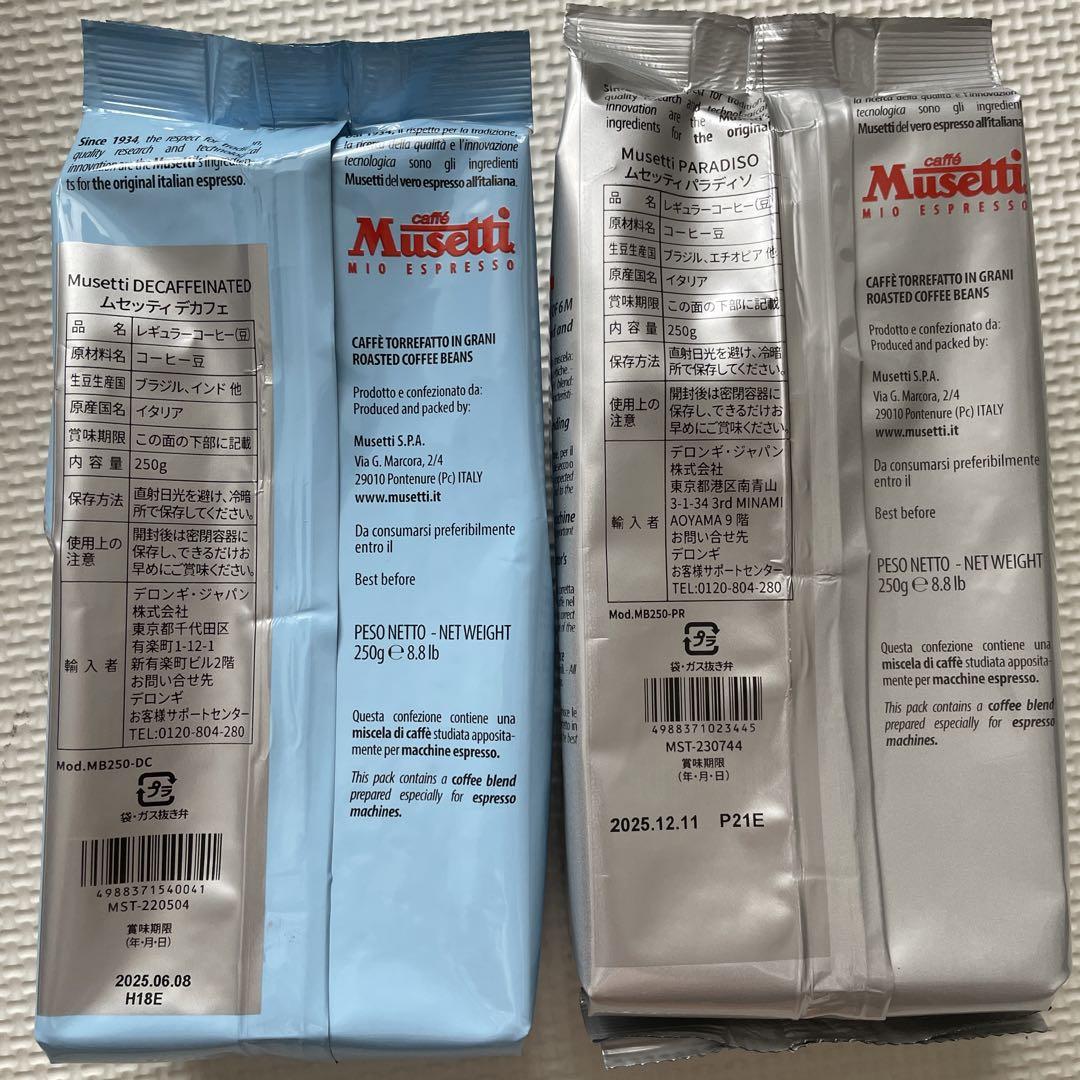 Since 1934, the respect for tradition,
quality research and technological
innovation are the Musetti's ingredien-
ts for the original italian espresso.
Musetti DECAFFEINATED
ムセッティ デカフェ
品 名 レギュラーコーヒー(豆)
原材料名 コーヒー豆
生豆生産国 ブラジル、インド 他
原産国名 イタリア
賞味期限 この面の下部に記載
内 容 量 250g
保存方法 直射日光を避け、冷暗
所で保存してください。
使用上の 開封後は密閉容器に
注意 保存し、できるだけお
早めにご賞味ください。
輸 入 者 デロンギ・ジャパン
株式会社
東京都千代田区
有楽町1-12-1
新有楽町ビル2階
お問い合せ先
デロンギ
お客様サポートセンター
TEL:0120-804-280
Mod.MB250-DC
プラ
袋・ガス抜き弁
4988371540041
MST-220504
賞味期限
(年・月・日)
2025.06.08
H18E
1934, il rispetto per la tradizione,
la ricerca della qualità e l'innovazione
tecnologica sono gli ingredienti
Musetti del vero espresso all'italiana.
caffé
Musetti
MIO ESPRESSO
CAFFÈ TORREFATTO IN GRANI
ROASTED COFFEE BEANS
Prodotto e confezionato da:
Produced and packed by:
Musetti S.P.A.
Via G. Marcora, 2/4
29010 Pontenure (Pc) ITALY
www.musetti.it
Da consumarsi preferibilmente
entro il
Best before
PESO NETTO - NET WEIGHT
250g e 8.8 lb
Questa confezione contiene una
miscela di caffè studiata apposita-
mente per macchine espresso.
This pack contains a coffee blend
prepared especially for espresso
machines.
quality research and technological
innovation are the
ingredients for the original
Musetti PARADISO
ムセッティ パラディソ
品 名 レギュラーコーヒー(豆)
原材料名 コーヒー豆
生豆生産国 ブラジル、エチオピア 他
原産国名 イタリア
賞味期限 この面の下部に記載
内 容 量 250g
保存方法 直射日光を避け、冷暗
所で保存してください。
使用上の 開封後は密閉容器に
注意 保存し、できるだけお
早めにご賞味ください。
輸 入 者 デロンギ・ジャパン
株式会社
東京都港区南青山
3-1-34 3rd MINAMI
AOYAMA 9 階
お問い合せ先
デロンギ
お客様サポートセンター
TEL:0120-804-280
Mod.MB250-PR
プラ
袋・ガス抜き弁
4988371023445
MST-230744
賞味期限
(年・月・日)
2025.12.11 P21E
la ricerca della qualità e l'innovazion
tecnologica sono gli ingredient
Musetti del vero espresso all'italiana.
caffé
Musetti
MIO ESPRESSO
CAFFÈ TORREFATTO IN GRANI
ROASTED COFFEE BEANS
Prodotto e confezionato da:
Produced and packed by:
Musetti S.P.A.
Via G. Marcora, 2/4
29010 Pontenure (Pc) ITALY
www.musetti.it
Da consumarsi preferibilmente
entro il
Best before
PESO NETTO - NET WEIGHT
250g e 8.8 lb
Questa confezione contiene una
miscela di caffè studiata apposita-
mente per macchine espresso.
This pack contains a coffee blend
prepared especially for espresso
machines.